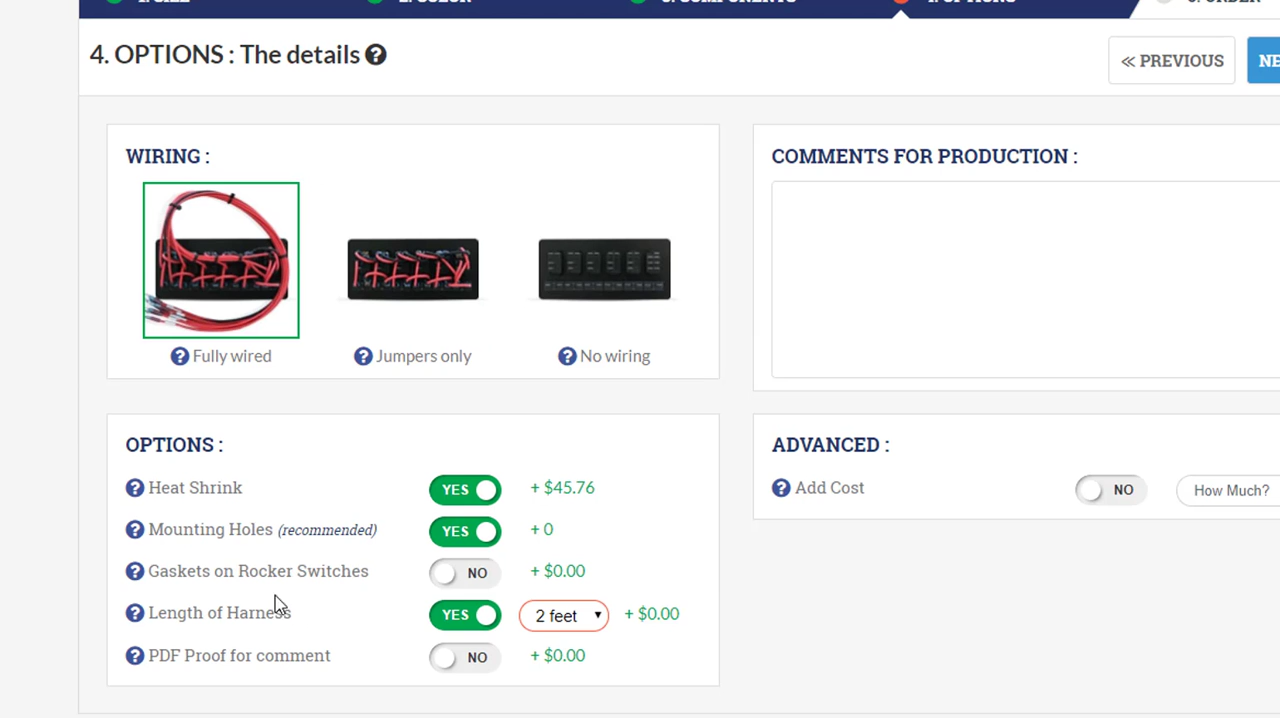 4. OPTIONS : The details ?
« PREVIOUS
WIRING :
? Fully wired
? Jumpers only
? No wiring
COMMENTS FOR PRODUCTION :
OPTIONS :
? Heat Shrink YES + $45.76
? Mounting Holes (recommended) YES + 0
? Gaskets on Rocker Switches NO + $0.00
? Length of Harness YES 2 feet + $0.00
? PDF Proof for comment NO + $0.00
ADVANCED :
? Add Cost NO How Much?